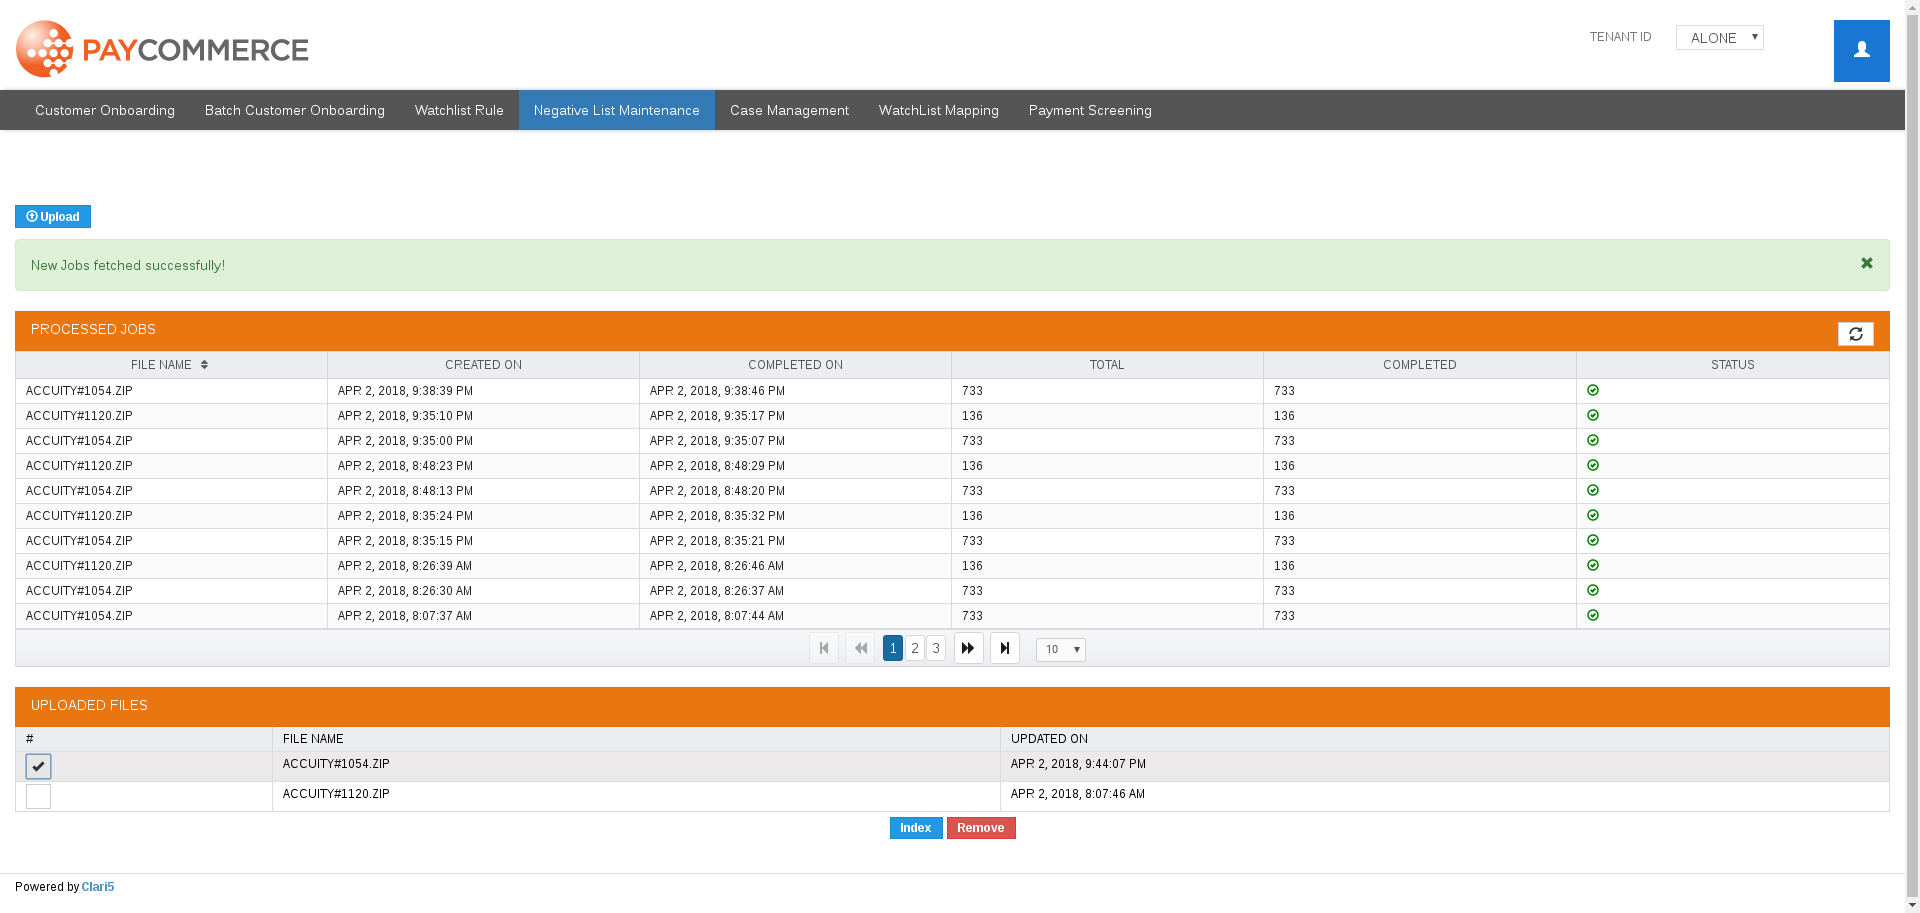 PAYCOMMERCE
TENANT ID ALONE
Customer Onboarding Batch Customer Onboarding Watchlist Rule Negative List Maintenance Case Management WatchList Mapping Payment Screening
Upload
New Jobs fetched successfully!
PROCESSED JOBS
FILE NAME CREATED ON COMPLETED ON TOTAL COMPLETED STATUS
ACCUITY#1054.ZIP APR 2, 2018, 9:38:39 PM APR 2, 2018, 9:38:46 PM 733 733
ACCUITY#1120.ZIP APR 2, 2018, 9:35:10 PM APR 2, 2018, 9:35:17 PM 136 136
ACCUITY#1054.ZIP APR 2, 2018, 9:35:00 PM APR 2, 2018, 9:35:07 PM 733 733
ACCUITY#1120.ZIP APR 2, 2018, 8:48:23 PM APR 2, 2018, 8:48:29 PM 136 136
ACCUITY#1054.ZIP APR 2, 2018, 8:48:13 PM APR 2, 2018, 8:48:20 PM 733 733
ACCUITY#1120.ZIP APR 2, 2018, 8:35:24 PM APR 2, 2018, 8:35:32 PM 136 136
ACCUITY#1054.ZIP APR 2, 2018, 8:35:15 PM APR 2, 2018, 8:35:21 PM 733 733
ACCUITY#1120.ZIP APR 2, 2018, 8:26:39 AM APR 2, 2018, 8:26:46 AM 136 136
ACCUITY#1054.ZIP APR 2, 2018, 8:26:30 AM APR 2, 2018, 8:26:37 AM 733 733
ACCUITY#1054.ZIP APR 2, 2018, 8:07:37 AM APR 2, 2018, 8:07:44 AM 733 733
1 2 3 10
UPLOADED FILES
# FILE NAME UPDATED ON
ACCUITY#1054.ZIP APR 2, 2018, 9:44:07 PM
ACCUITY#1120.ZIP APR 2, 2018, 8:07:46 AM
Index Remove
Powered by Clari5